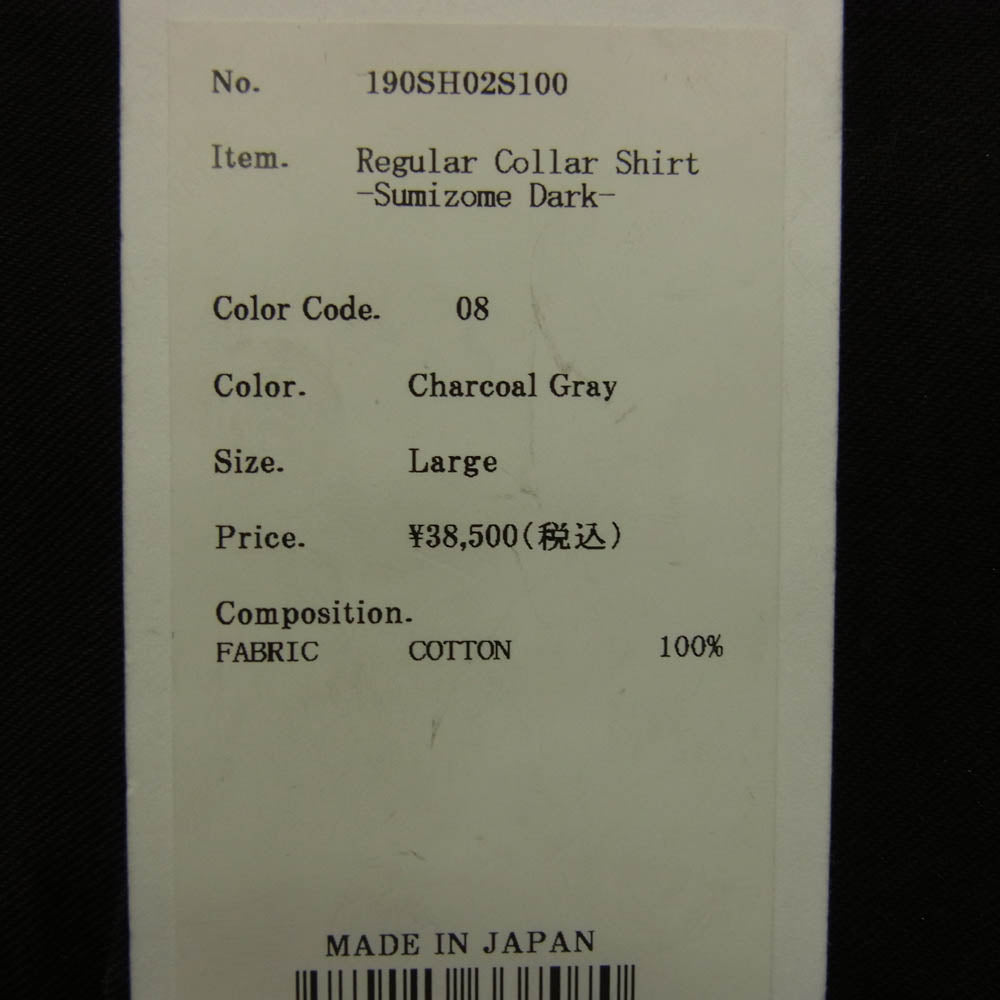 No. 190SH02S100
Item. Regular Collar Shirt
-Sumizome Dark-
Color Code. 08
Color. Charcoal Gray
Size. Large
Price. ¥38,500(税込)
Composition.
FABRIC COTTON 100%
MADE IN JAPAN